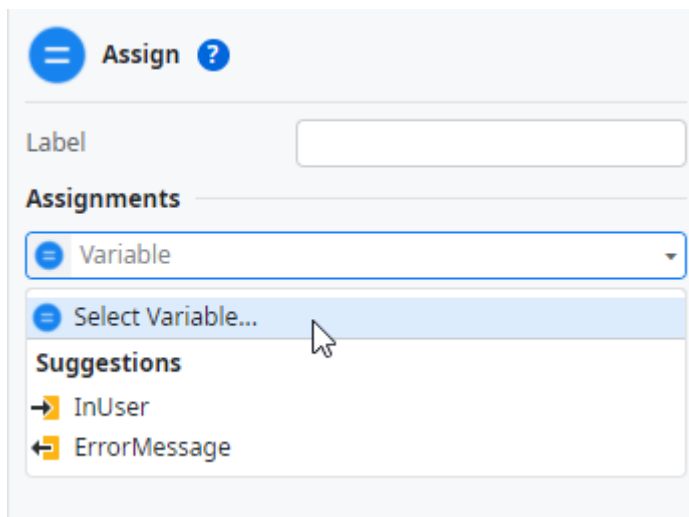 Assign ?
Label
Assignments
Variable
Select Variable...
Suggestions
InUser
ErrorMessage